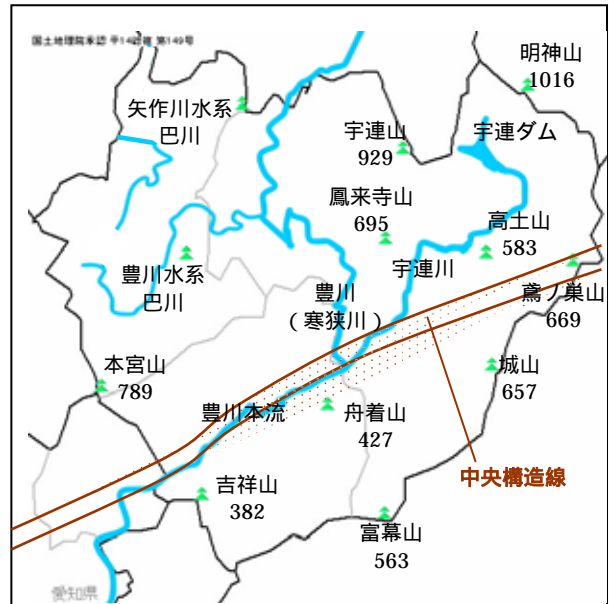 国土地理院承認 平14総複 第149号
明神山
1016
矢作川水系
巴川
宇連山
929
宇連ダム
鳳来寺山
695
高土山
583
豊川水系
巴川
豊川
（寒狭川）
宇連川
鳶ノ巣山
669
本宮山
789
城山
657
豊川本流
舟着山
427
中央構造線
吉祥山
382
富幕山
563
愛知県